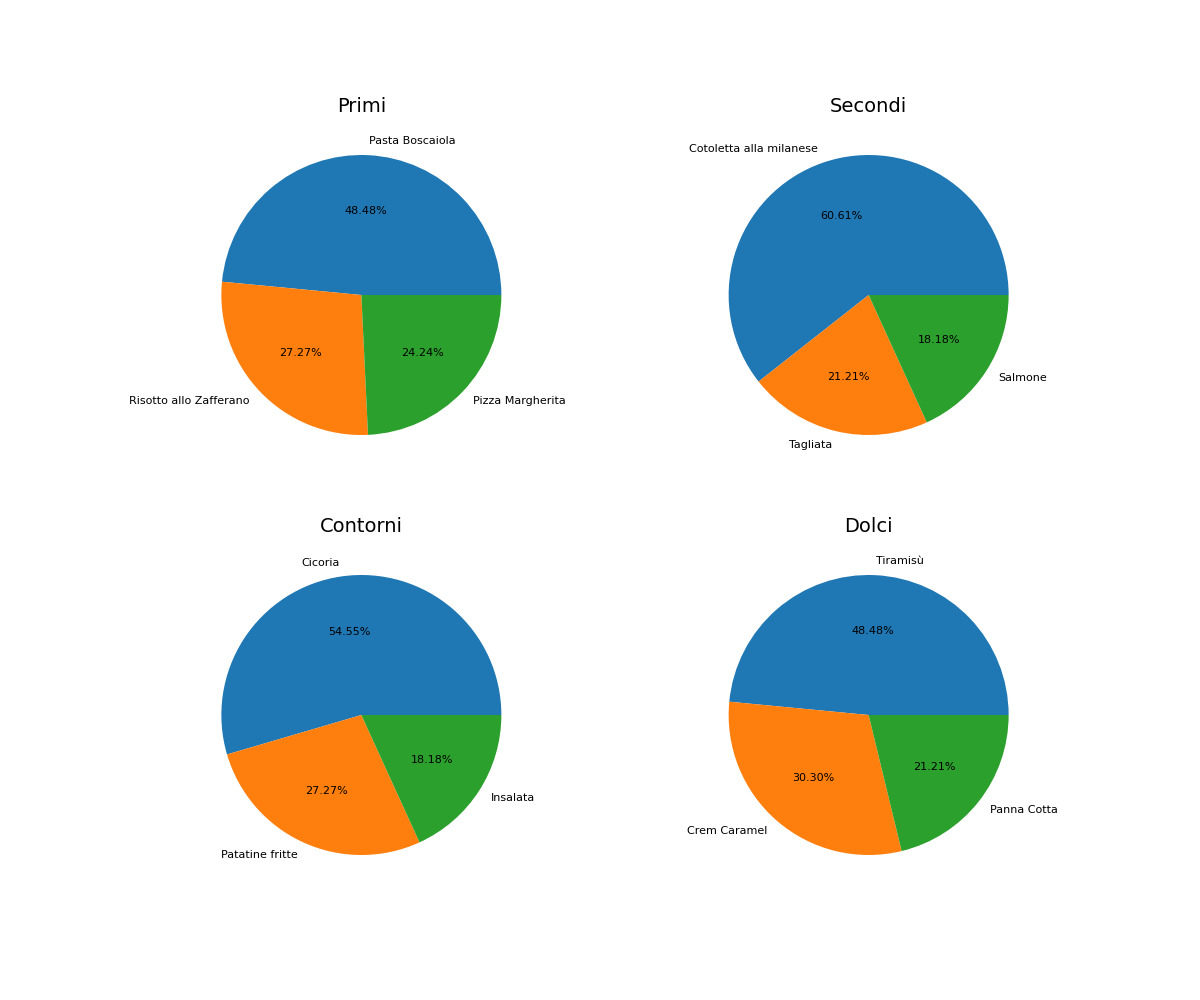 Primi
Pasta Boscaiola
48.48%
27.27%
24.24%
Risotto allo Zafferano
Pizza Margherita
Secondi
Cotoletta alla milanese
60.61%
18.18%
21.21%
Salmone
Tagliata
Contorni
Cicoria
54.55%
18.18%
27.27%
Insalata
Patatine fritte
Dolci
Tiramisù
48.48%
21.21%
30.30%
Panna Cotta
Crem Caramel